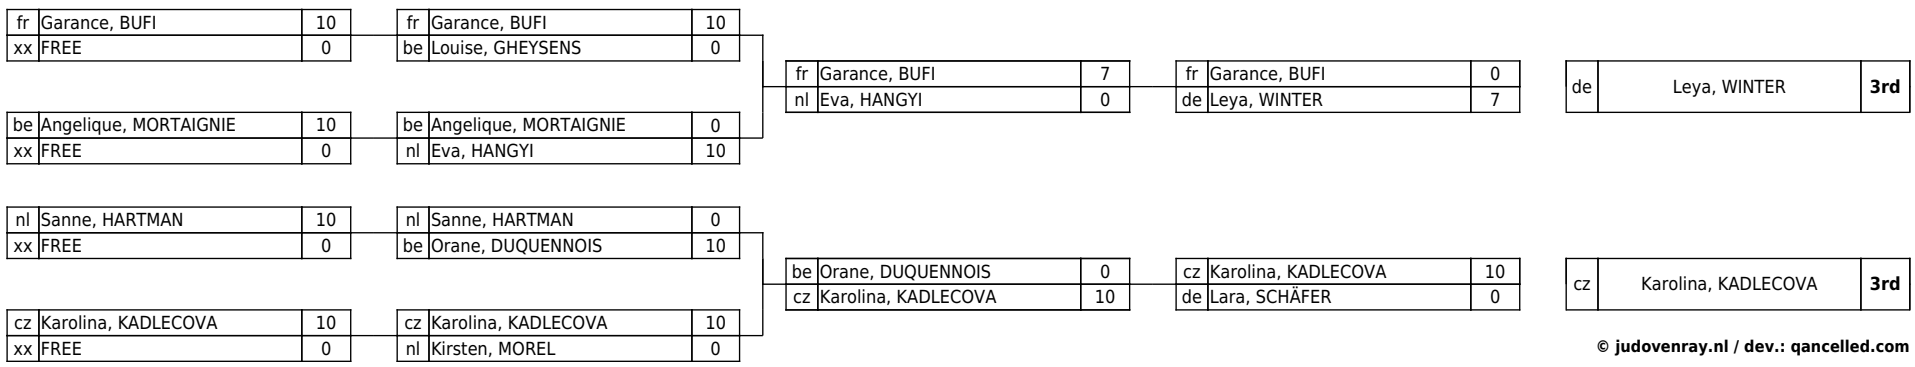 fr Garance, BUFI 10
xx FREE 0
be Angelique, MORTAIGNIE 10
xx FREE 0
nl Sanne, HARTMAN 10
xx FREE 0
cz Karolina, KADLECOVA 10
xx FREE 0
fr Garance, BUFI 10
be Louise, GHEYSENS 0
be Angelique, MORTAIGNIE 0
nl Eva, HANGYI 10
nl Sanne, HARTMAN 0
be Orane, DUQUENNOIS 10
cz Karolina, KADLECOVA 10
nl Kirsten, MOREL 0
fr Garance, BUFI 7
nl Eva, HANGYI 0
be Orane, DUQUENNOIS 0
cz Karolina, KADLECOVA 10
fr Garance, BUFI 0
de Leya, WINTER 7
cz Karolina, KADLECOVA 10
de Lara, SCHÄFER 0
de Leya, WINTER 3rd
cz Karolina, KADLECOVA 3rd
© judovenray.nl / dev.: qancelled.com